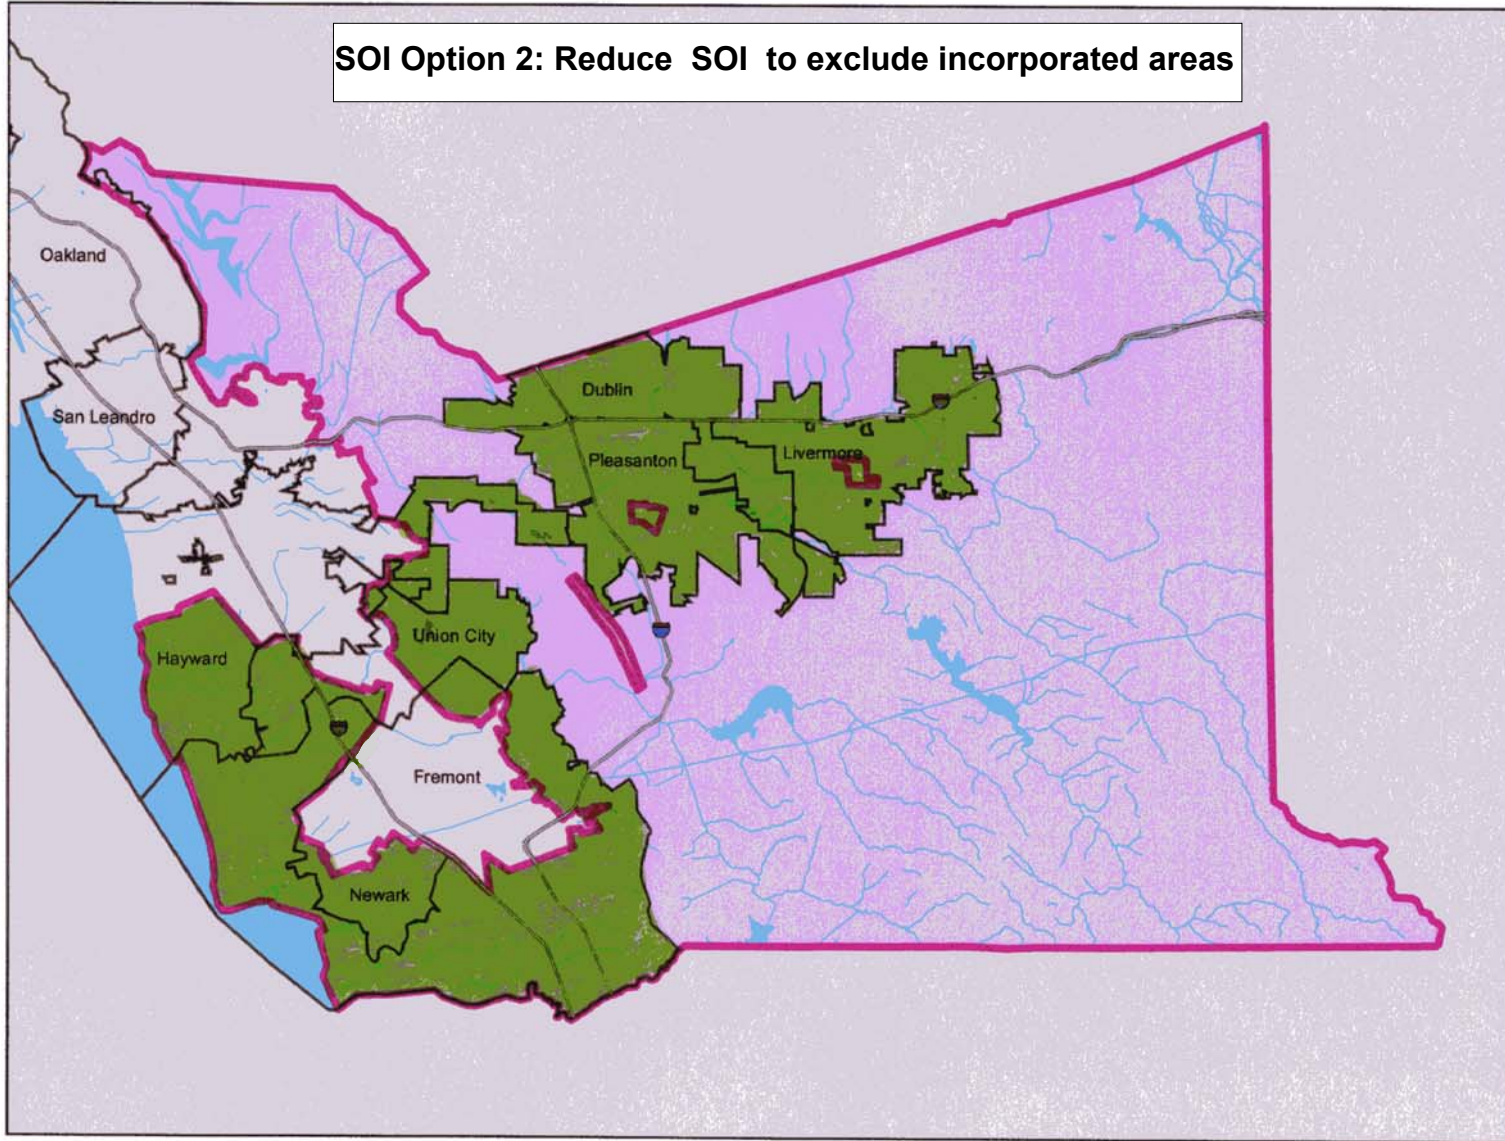 SOI Option 2: Reduce SOI to exclude incorporated areas
Oakland
Dublin
San Leandro
Pleasanton
Livermore
Union City
Hayward
Fremont
Newark